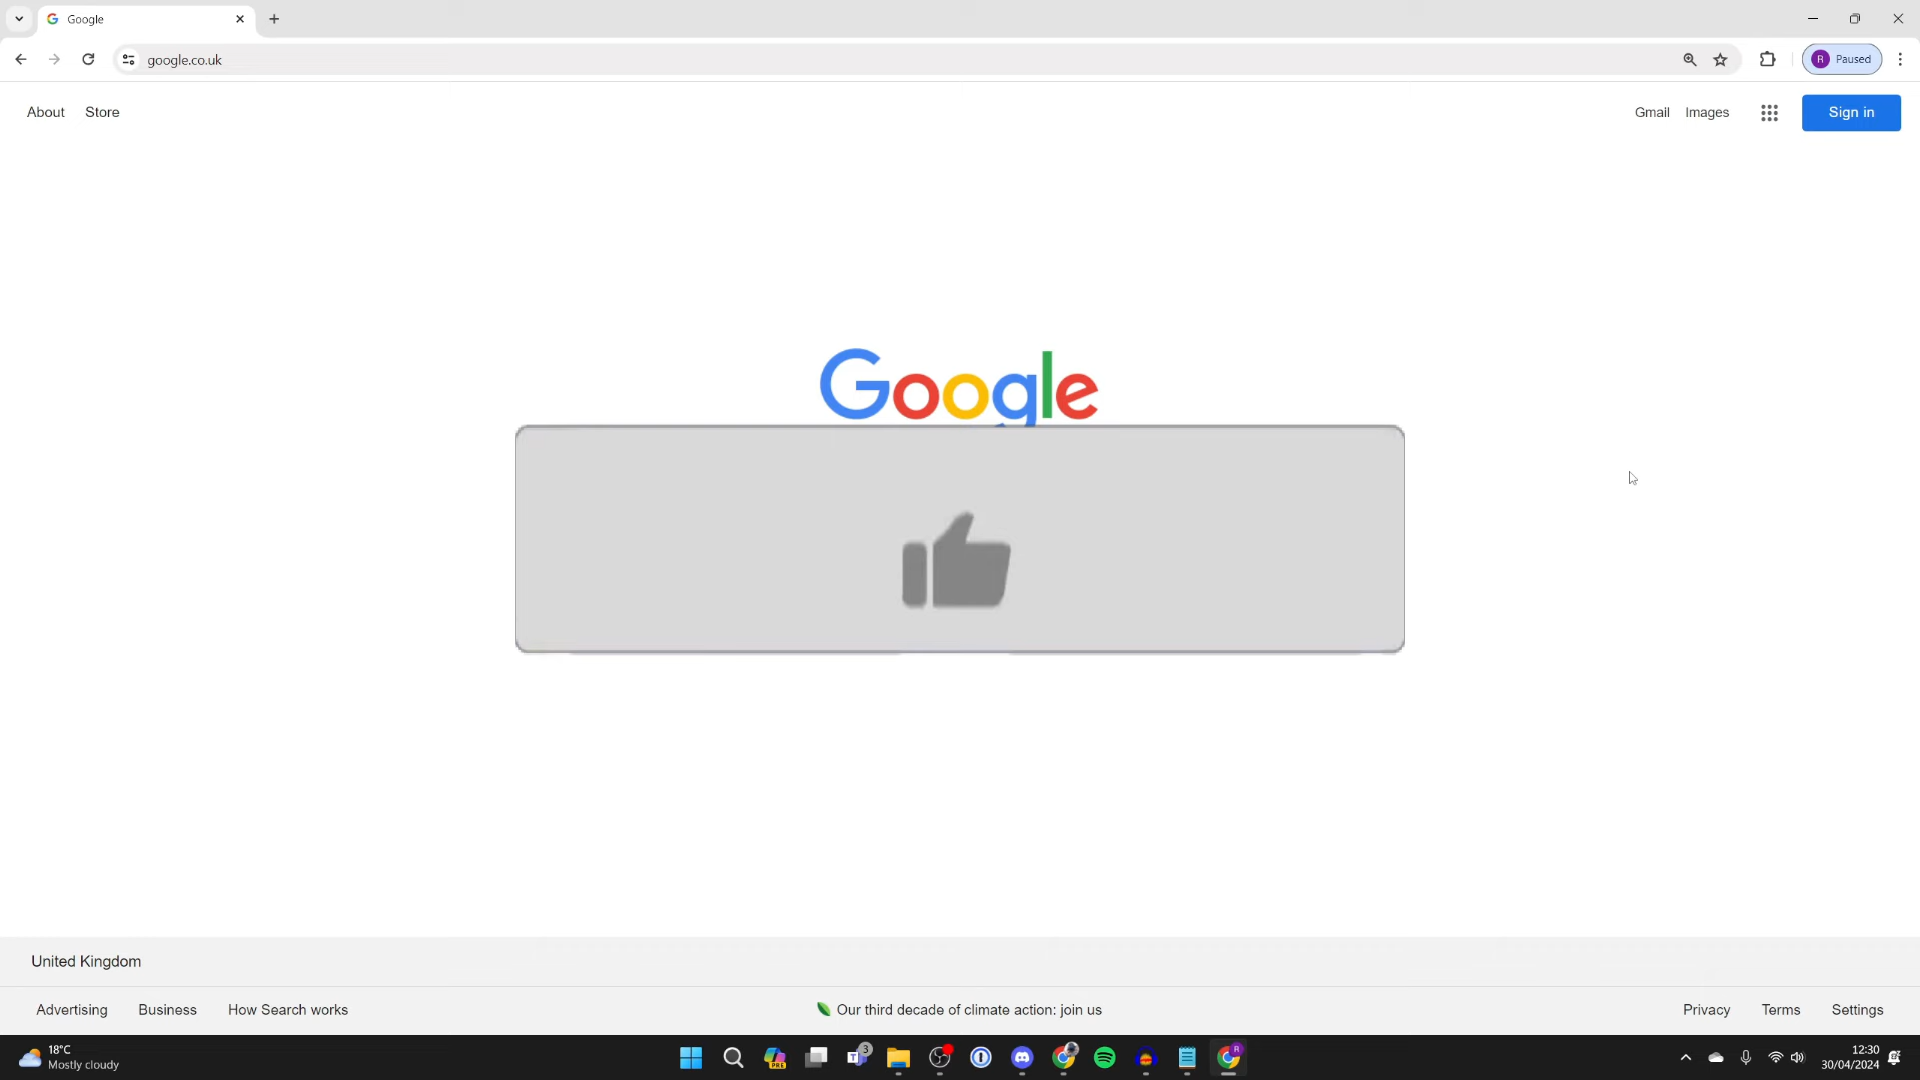 Google
google.co.uk
R Paused
About Store
Gmail Images Sign in
Google
United Kingdom
Advertising Business How Search works
Our third decade of climate action: join us
Privacy Terms Settings
18°C
Mostly cloudy
PRE
3
R
12:30
30/04/2024